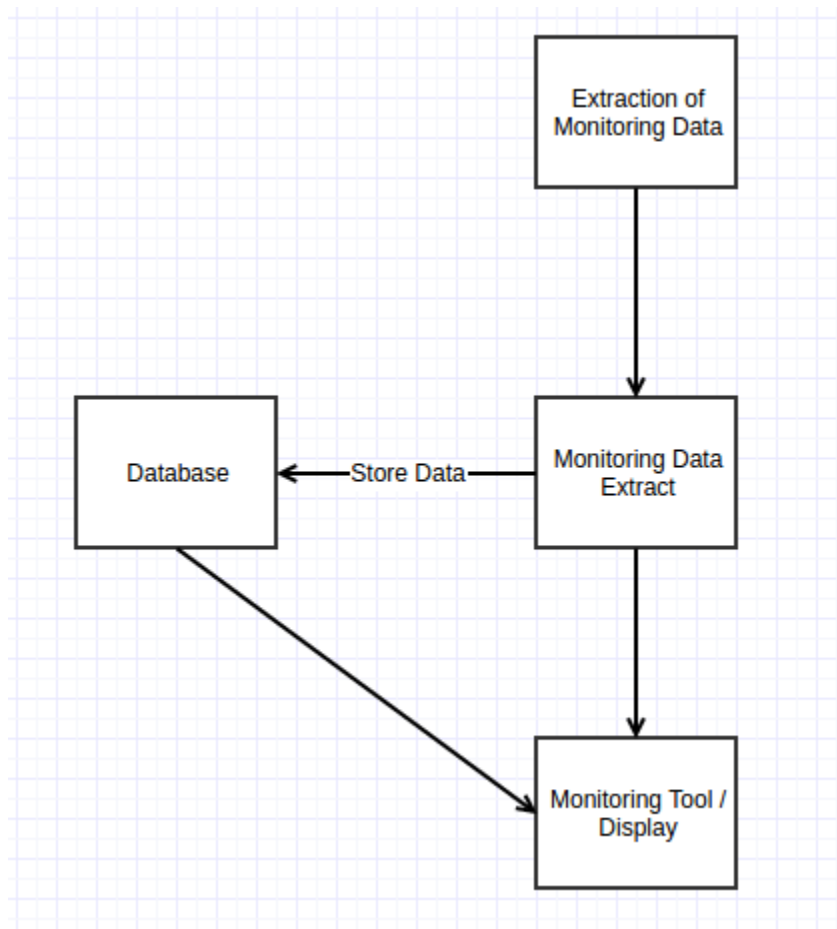 Extraction of
Monitoring Data
Database
Store Data
Monitoring Data
Extract
Monitoring Tool /
Display